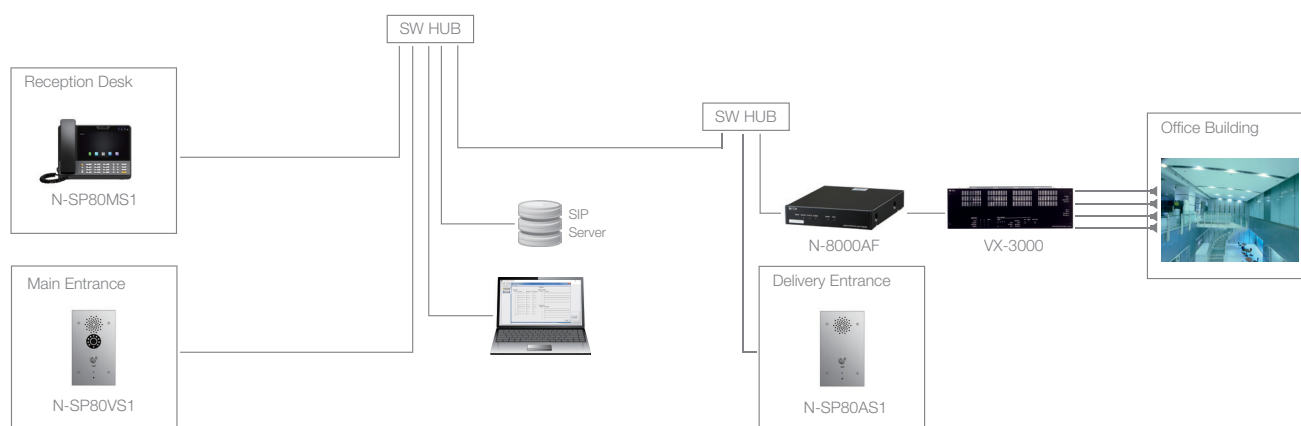 SW HUB
Reception Desk
N-SP80MS1
SW HUB
Office Building
SIP
Server
N-8000AF
VX-3000
Main Entrance
N-SP80VS1
Delivery Entrance
N-SP80AS1